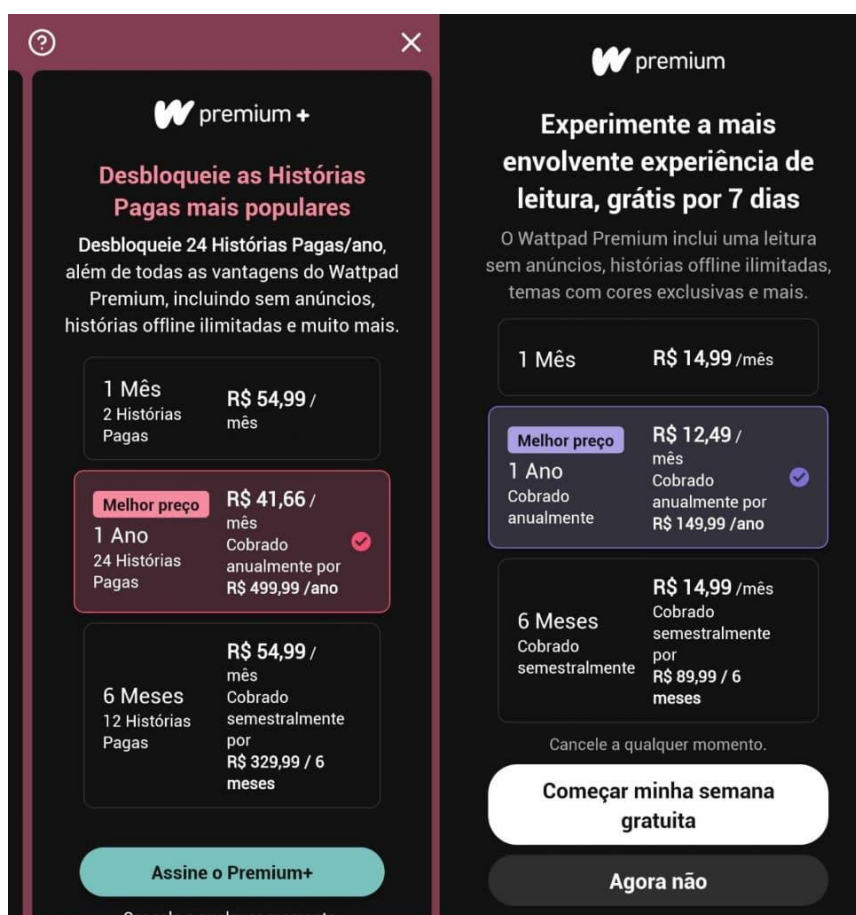 premium +
Desbloqueie as Histórias
Pagas mais populares
Desbloqueie 24 Histórias Pagas/ano,
além de todas as vantagens do Wattpad
Premium, incluindo sem anúncios,
histórias offline ilimitadas e muito mais.
1 Mês
2 Histórias
Pagas
R$ 54,99 /
mês
Melhor preço
1 Ano
24 Histórias
Pagas
R$ 41,66 /
mês
Cobrado
anualmente por
R$ 499,99 /ano
6 Meses
12 Histórias
Pagas
R$ 54,99 /
mês
Cobrado
semestralmente
por
R$ 329,99 / 6
meses
Assine o Premium+
premium
Experimente a mais
envolvente experiência de
leitura, grátis por 7 dias
O Wattpad Premium inclui uma leitura
sem anúncios, histórias offline ilimitadas,
temas com cores exclusivas e mais.
1 Mês
R$ 14,99 /mês
Melhor preço
1 Ano
Cobrado
anualmente
R$ 12,49 /
mês
Cobrado
anualmente por
R$ 149,99 /ano
6 Meses
Cobrado
semestralmente
R$ 14,99 /mês
Cobrado
semestralmente
por
R$ 89,99 / 6
meses
Cancele a qualquer momento.
Começar minha semana
gratuita
Agora não